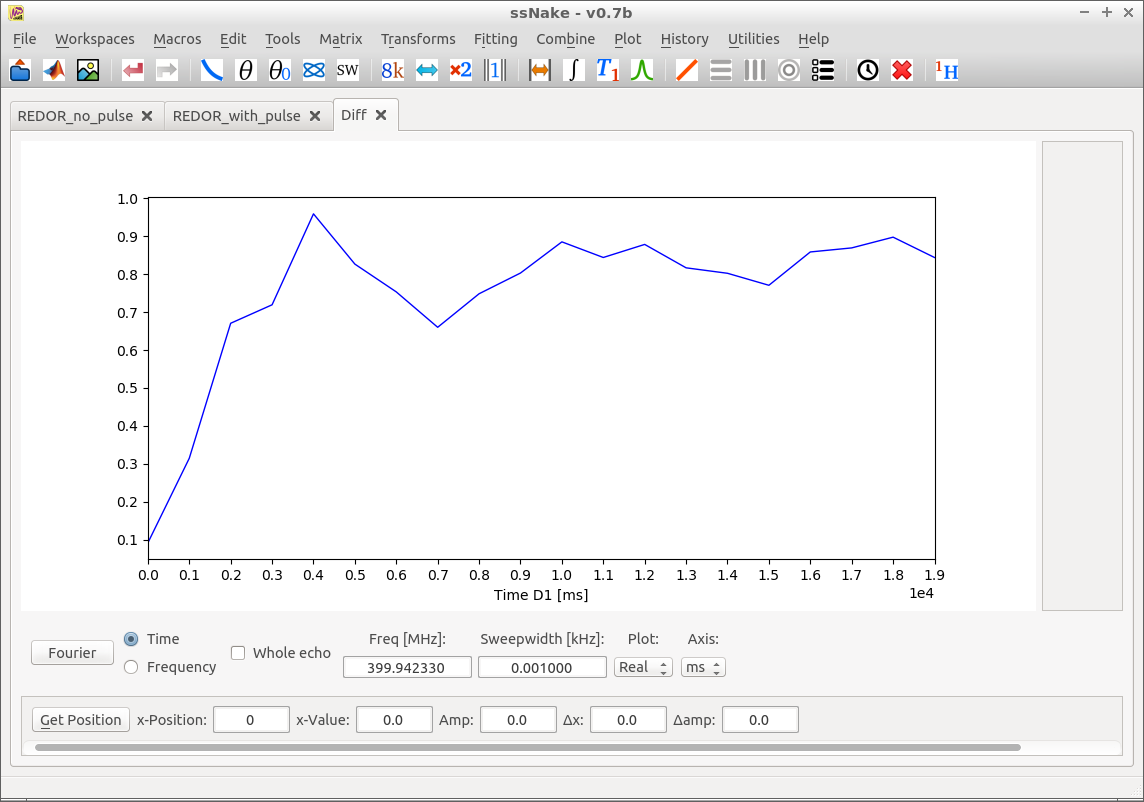 ssNake - v0.7b
File Workspaces Macros Edit Tools Matrix Transforms Fitting Combine Plot History Utilities Help
θ θ0 SW 8k ×2 |1| ∫ T1 1H
REDOR_no_pulse REDOR_with_pulse Diff
1.0
0.9
0.8
0.7
0.6
0.5
0.4
0.3
0.2
0.1
0.0 0.1 0.2 0.3 0.4 0.5 0.6 0.7 0.8 0.9 1.0 1.1 1.2 1.3 1.4 1.5 1.6 1.7 1.8 1.9
1e4
Time D1 [ms]
Freq [MHz]: Sweepwidth [kHz]: Plot: Axis:
Time
Fourier Whole echo
Frequency 399.942330 0.001000 Real ms
Get Position x-Position: 0 x-Value: 0.0 Amp: 0.0 Δx: 0.0 Δamp: 0.0